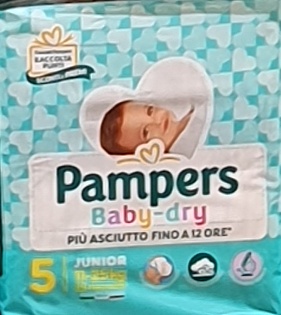 RACCOLTA
PUNTI
Pampers
Baby-dry
PIÙ ASCIUTTO FINO A 12 ORE*
5 JUNIOR